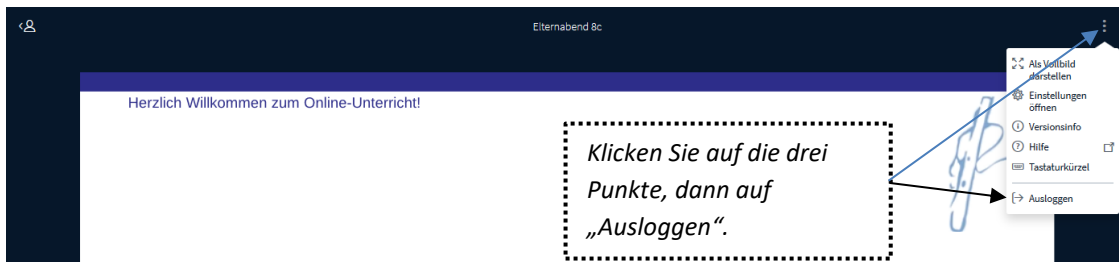 Elternabend 8c
Als Vollbild
darstellen
Einstellungen
öffnen
Versionsinfo
Hilfe
Tastaturkürzel
Ausloggen
Herzlich Willkommen zum Online-Unterricht!
Klicken Sie auf die drei
Punkte, dann auf
„Ausloggen“.